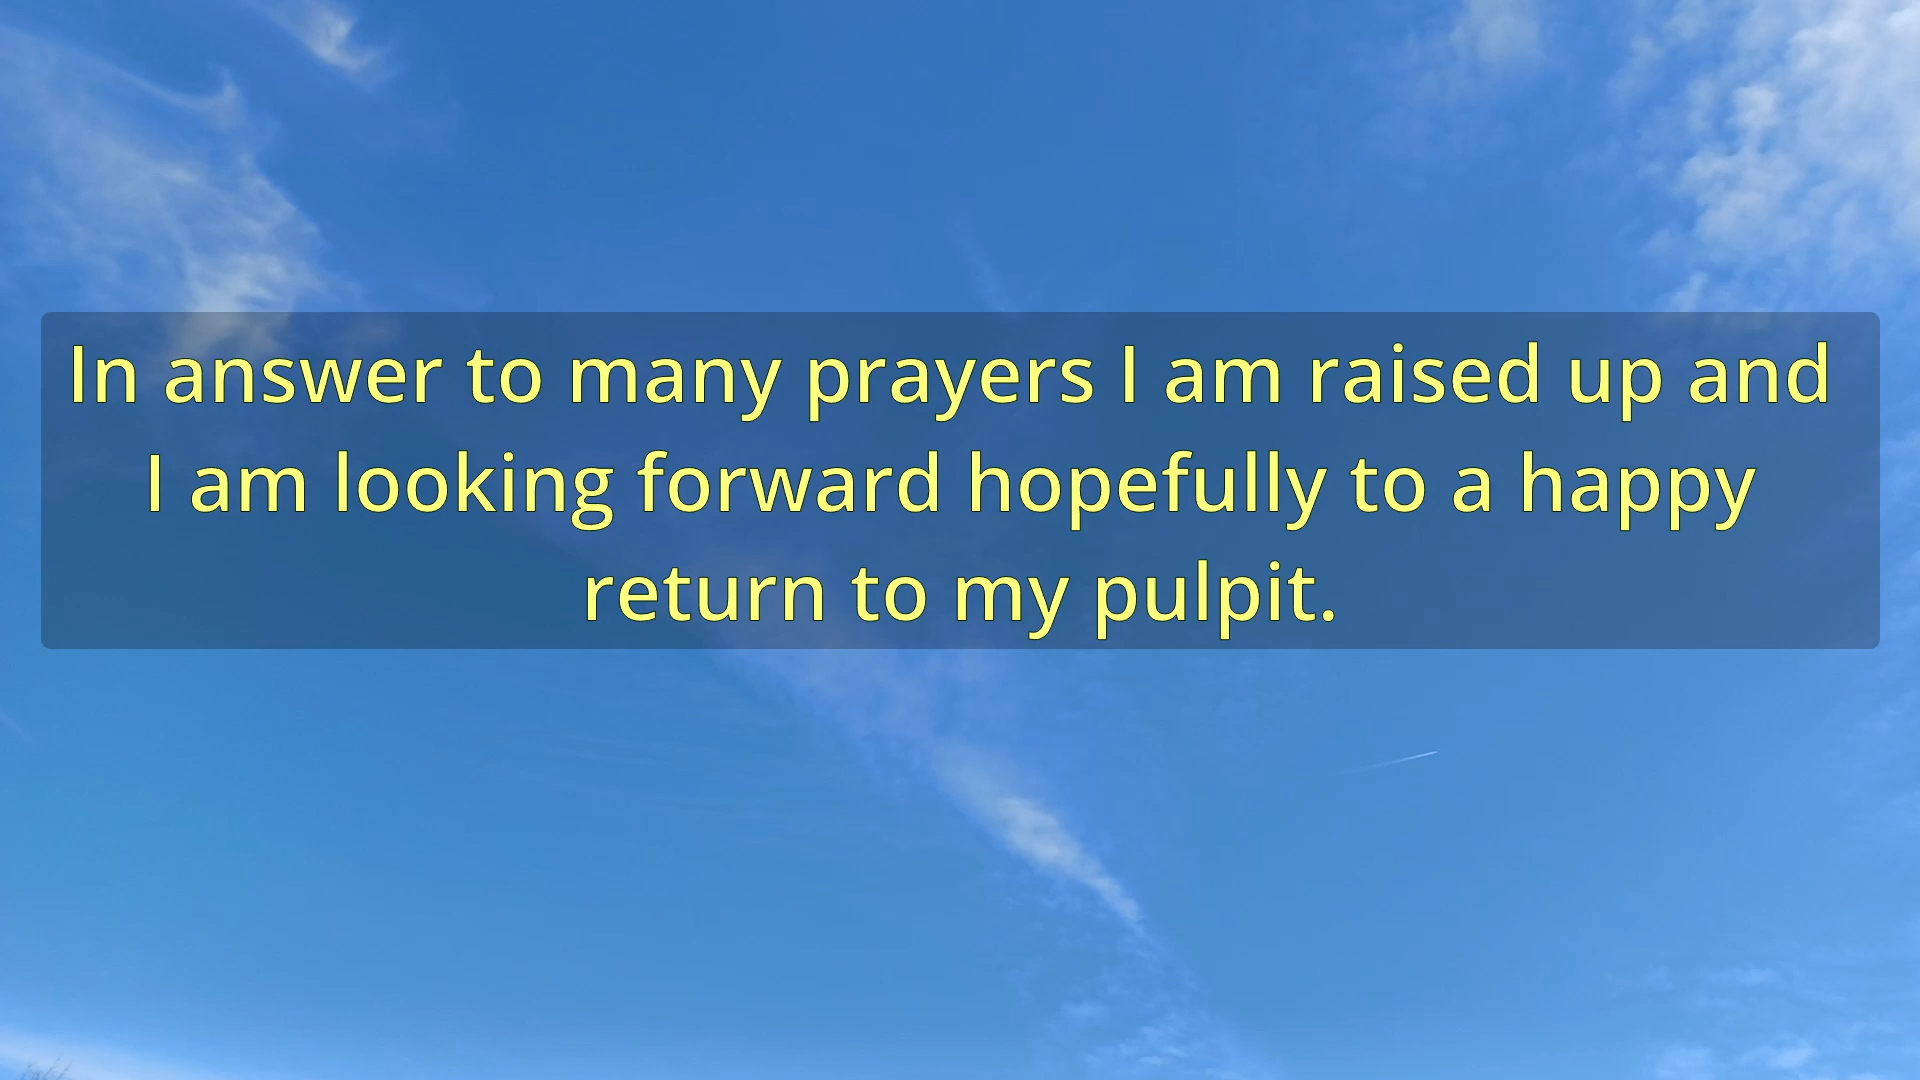 In answer to many prayers I am raised up and
I am looking forward hopefully to a happy
return to my pulpit.